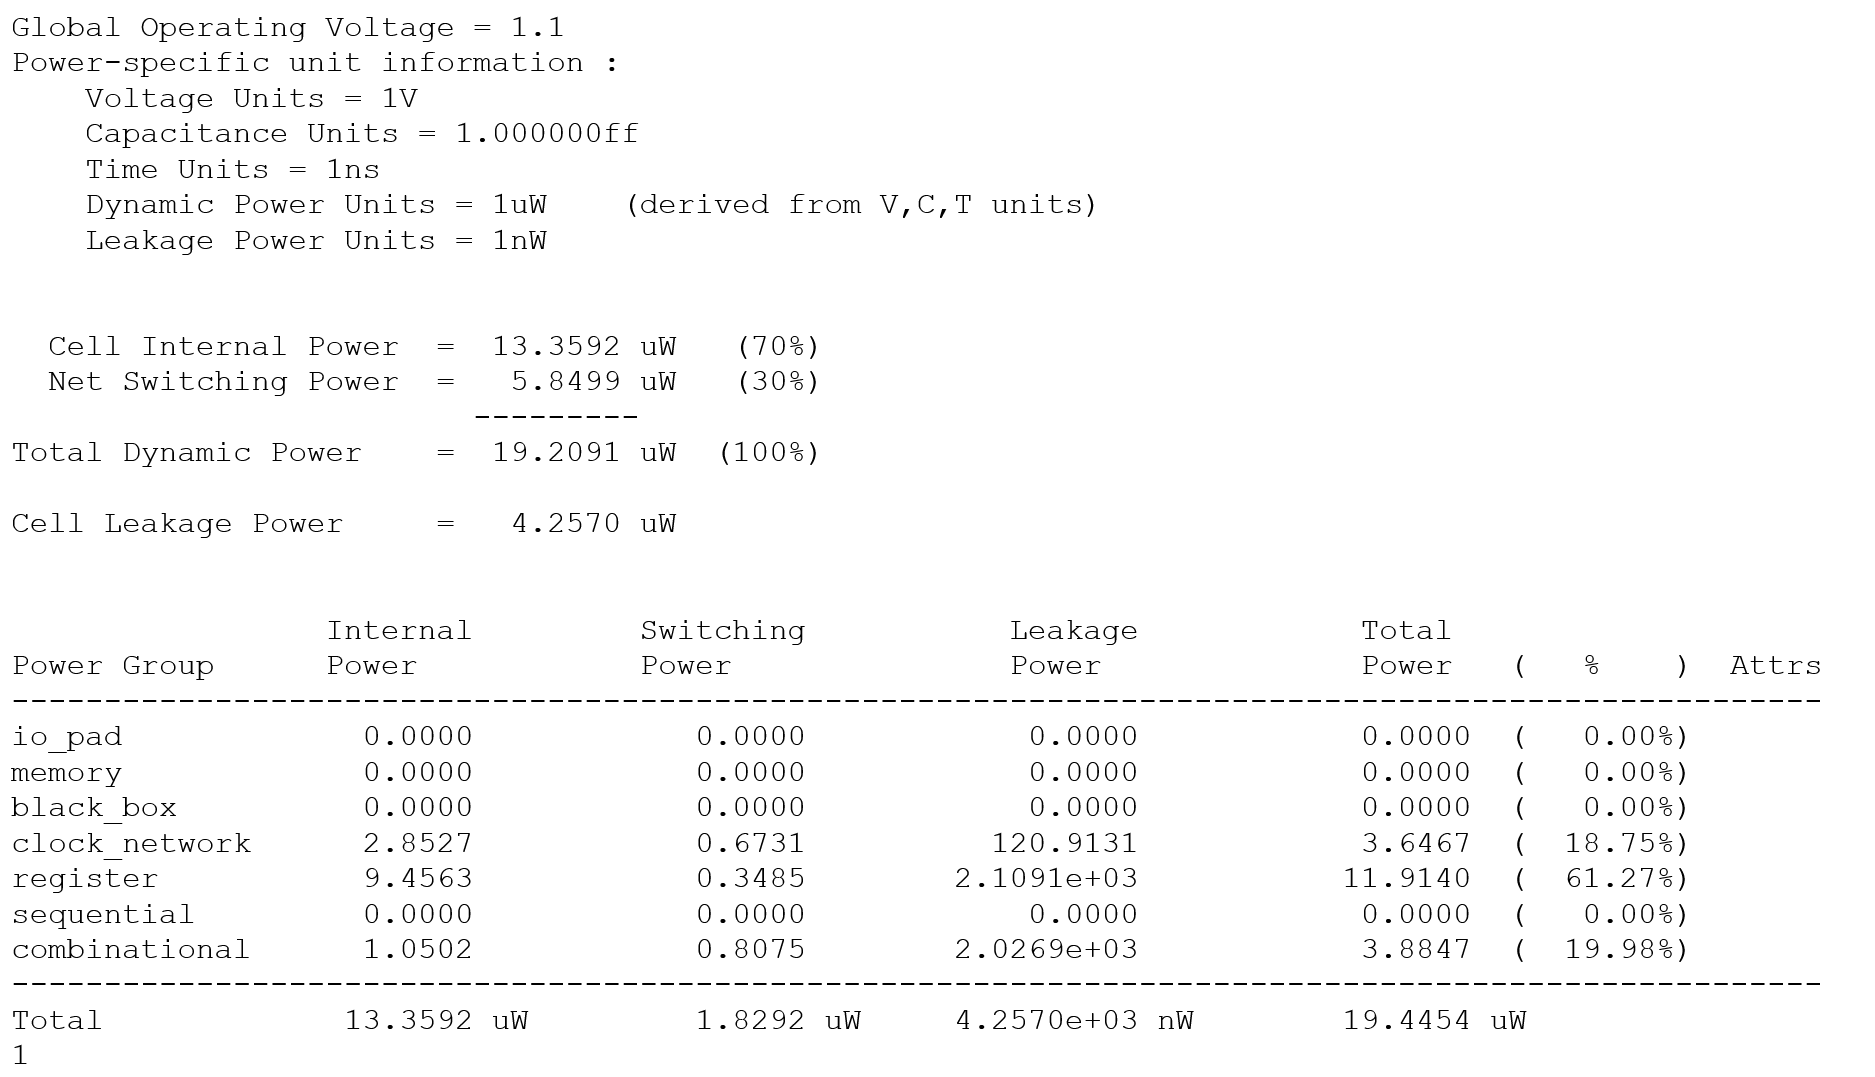 Global Operating Voltage = 1.1
Power-specific unit information :
    Voltage Units = 1V
    Capacitance Units = 1.000000ff
    Time Units = 1ns
    Dynamic Power Units = 1uW    (derived from V,C,T units)
    Leakage Power Units = 1nW
  Cell Internal Power  =  13.3592 uW   (70%)
  Net Switching Power  =   5.8499 uW   (30%)
                         ---------
Total Dynamic Power    =  19.2091 uW  (100%)
Cell Leakage Power     =   4.2570 uW
                 Internal         Switching           Leakage            Total
Power Group      Power            Power               Power              Power   (   %    )  Attrs
--------------------------------------------------------------------------------------------------
io_pad             0.0000            0.0000            0.0000            0.0000  (   0.00%)
memory             0.0000            0.0000            0.0000            0.0000  (   0.00%)
black_box          0.0000            0.0000            0.0000            0.0000  (   0.00%)
clock_network      2.8527            0.6731          120.9131            3.6467  (  18.75%)
register           9.4563            0.3485        2.1091e+03           11.9140  (  61.27%)
sequential         0.0000            0.0000            0.0000            0.0000  (   0.00%)
combinational      1.0502            0.8075        2.0269e+03            3.8847  (  19.98%)
--------------------------------------------------------------------------------------------------
Total             13.3592 uW         1.8292 uW     4.2570e+03 nW        19.4454 uW
1